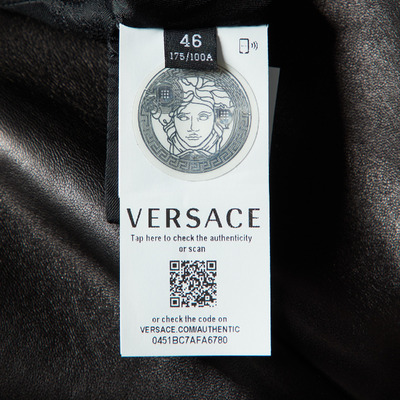 46
175/100A
VERSACE
Tap here to check the authenticity
or scan
or check the code on
VERSACE.COM/AUTHENTIC
0451BC7AFA6780